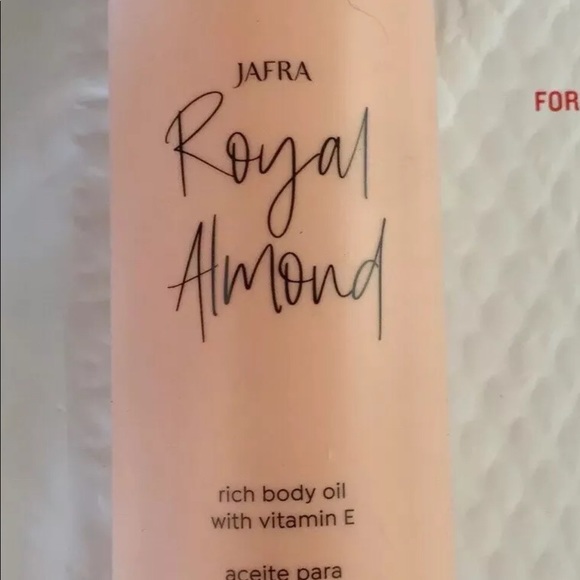 JAFRA
Royal
Almond
rich body oil
with vitamin E
aceite para
FOR